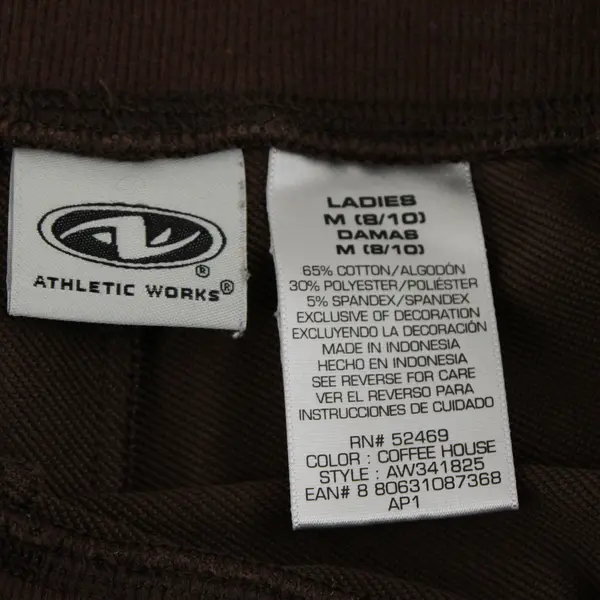 ®
ATHLETIC WORKS®
LADIES
M (8/10)
DAMAS
M (8/10)
65% COTTON/ALGODÓN
30% POLYESTER/POLIÉSTER
5% SPANDEX/SPANDEX
EXCLUSIVE OF DECORATION
EXCLUYENDO LA DECORACIÓN
MADE IN INDONESIA
HECHO EN INDONESIA
SEE REVERSE FOR CARE
VER EL REVERSO PARA
INSTRUCCIONES DE CUIDADO
RN# 52469
COLOR : COFFEE HOUSE
STYLE : AW341825
EAN# 8 80631087368
AP1